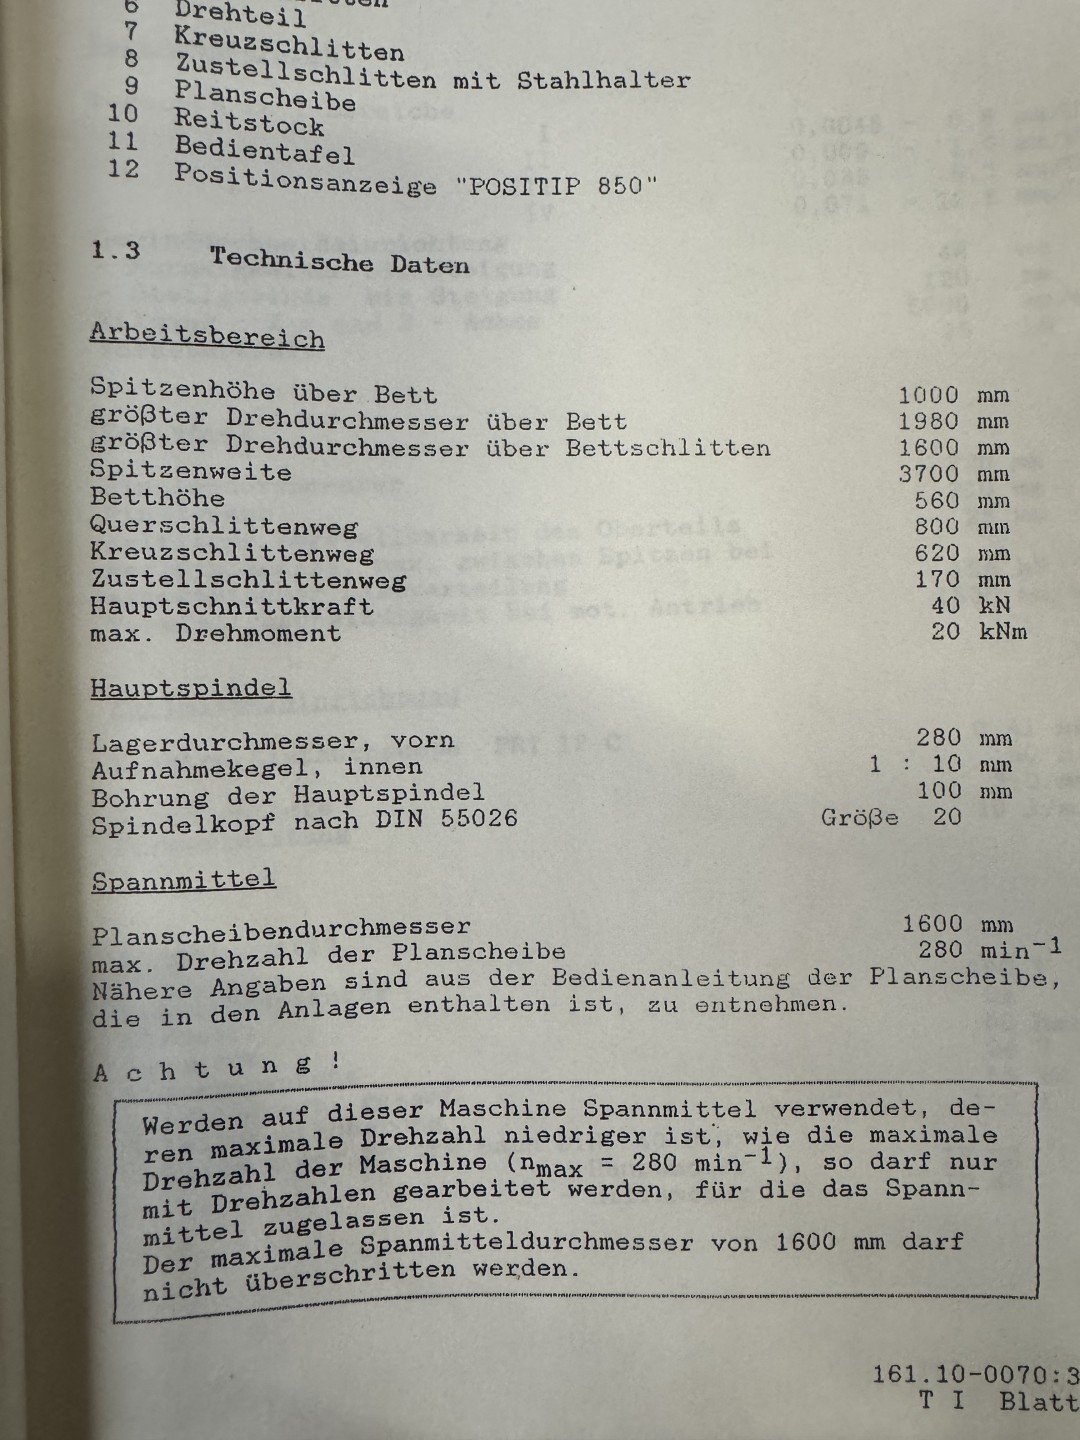 6 Drehteil
7 Kreuzschlitten
8 Zustellschlitten mit Stahlhalter
9 Planscheibe
10 Reitstock
11 Bedientafel
12 Positionsanzeige "POSITIP 850"
1.3 Technische Daten
Arbeitsbereich
Spitzenhöhe über Bett 1000 mm
größter Drehdurchmesser über Bett 1980 mm
größter Drehdurchmesser über Bettschlitten 1600 mm
Spitzenweite 3700 mm
Betthöhe 560 mm
Querschlittenweg 800 mm
Kreuzschlittenweg 620 mm
Zustellschlittenweg 170 mm
Hauptschnittkraft 40 kN
max. Drehmoment 20 kNm
Hauptspindel
Lagerdurchmesser, vorn 280 mm
Aufnahmekegel, innen 1 : 10 mm
Bohrung der Hauptspindel 100 mm
Spindelkopf nach DIN 55026 Größe 20
Spannmittel
Planscheibendurchmesser 1600 mm
max. Drehzahl der Planscheibe 280 min⁻¹
Nähere Angaben sind aus der Bedienanleitung der Planscheibe,
die in den Anlagen enthalten ist, zu entnehmen.
A c h t u n g !
Werden auf dieser Maschine Spannmittel verwendet, de-
ren maximale Drehzahl niedriger ist, wie die maximale
Drehzahl der Maschine (nmax = 280 min⁻¹), so darf nur
mit Drehzahlen gearbeitet werden, für die das Spann-
mittel zugelassen ist.
Der maximale Spanmitteldurchmesser von 1600 mm darf
nicht überschritten werden.
161.10-0070:3
T I Blatt